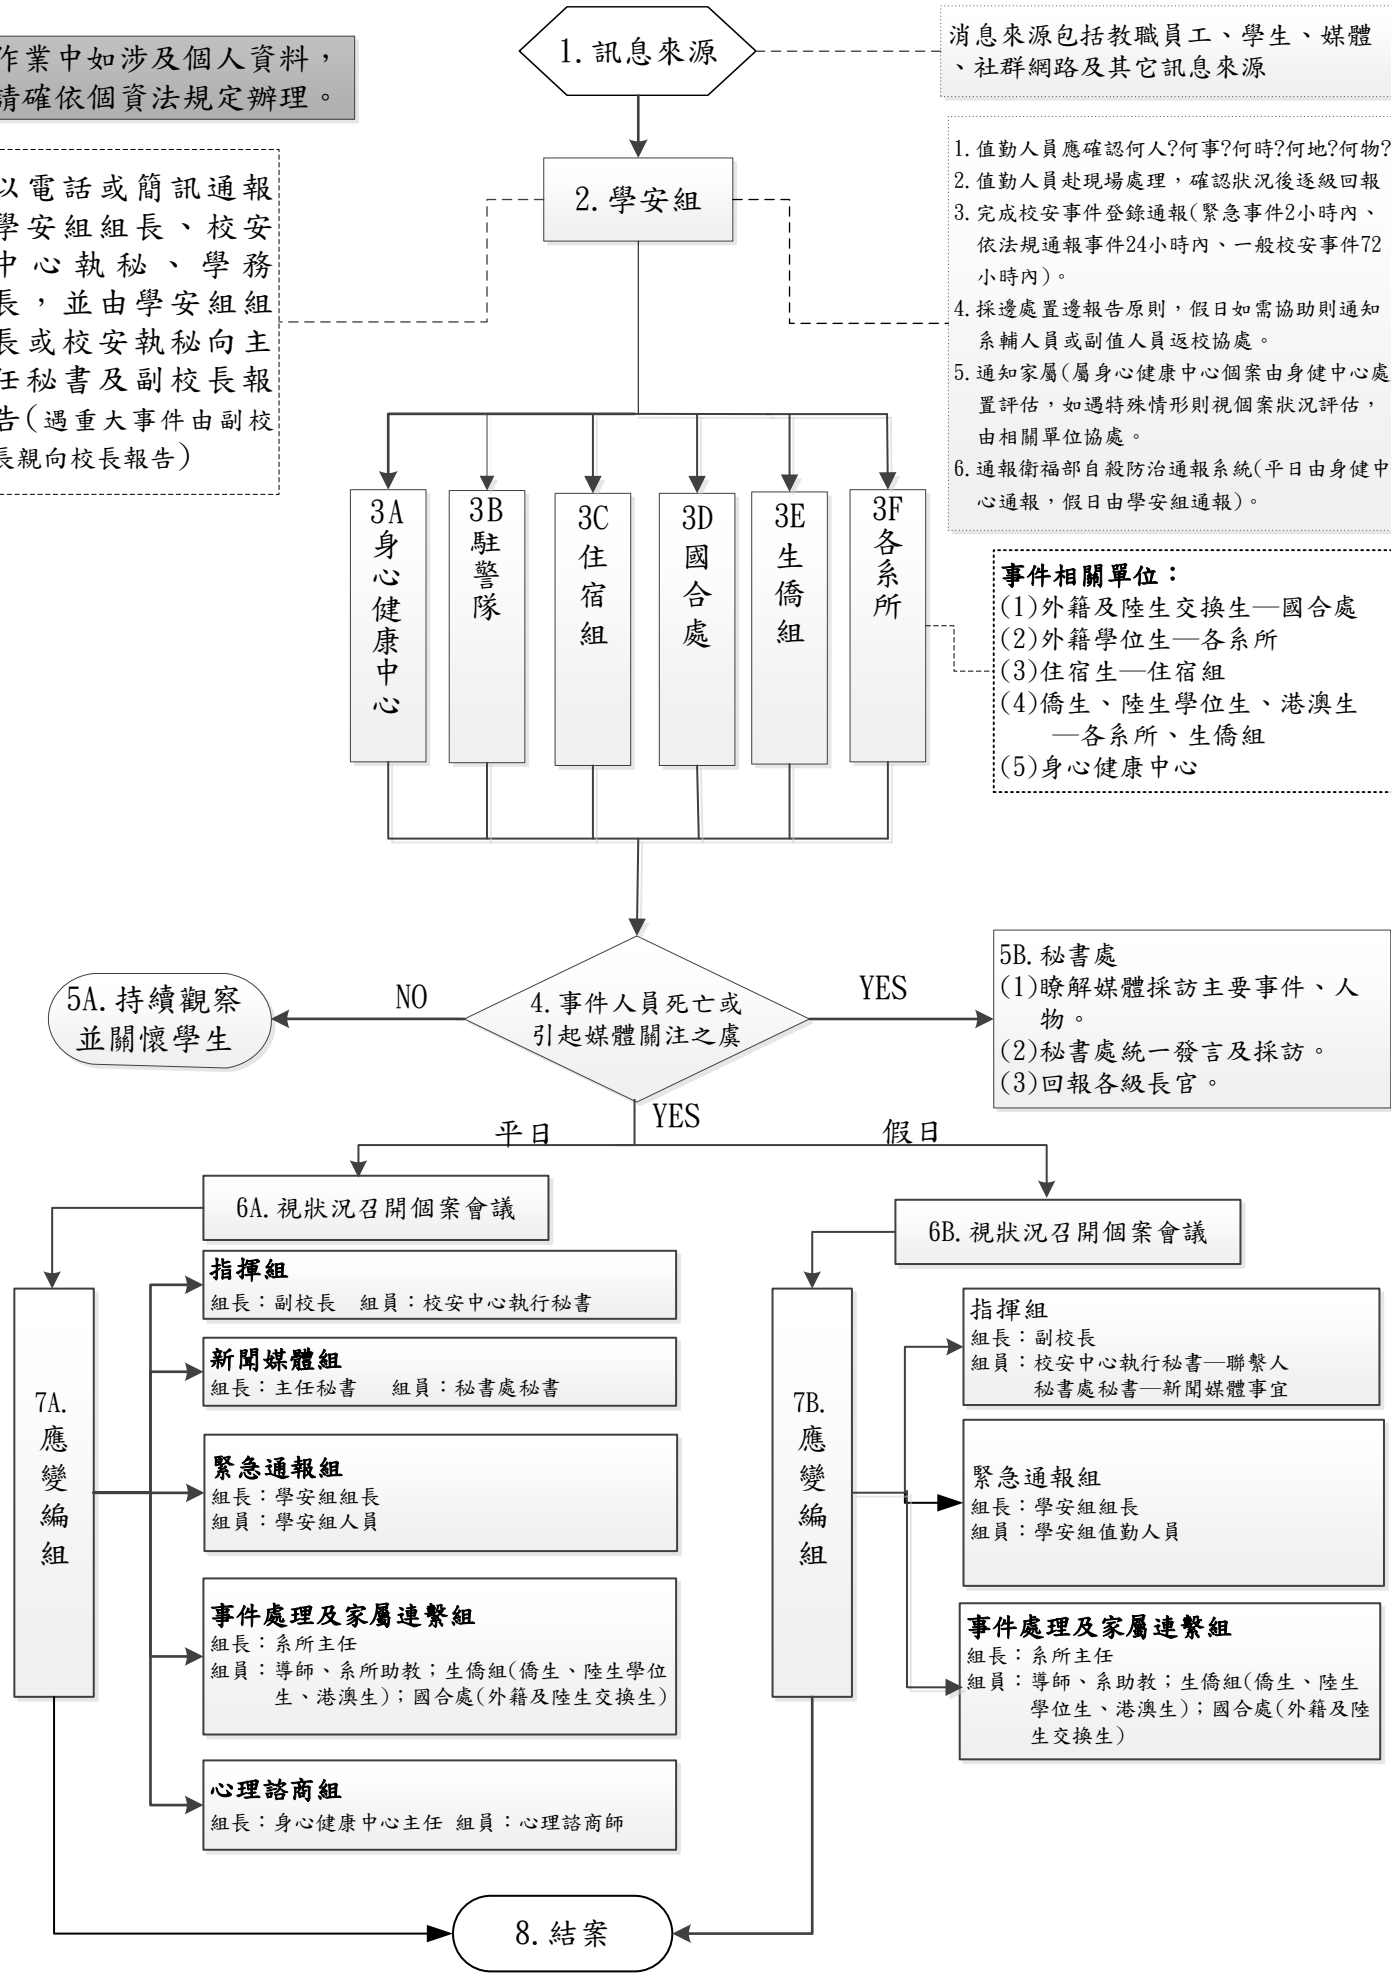 1. 訊息來源
消息來源包括教職員工、學生、媒體
、社群網路及其它訊息來源
作業中如涉及個人資料，
請確依個資法規定辦理。
2. 學安組
以電話或簡訊通報
學安組組長、校安
中心執秘、學務
長，並由學安組組
長或校安執秘向主
任秘書及副校長報
告(遇重大事件由副校
長親向校長報告)
1. 值勤人員應確認何人?何事?何時?何地?何物?
2. 值勤人員赴現場處理，確認狀況後逐級回報
3. 完成校安事件登錄通報(緊急事件2小時內、
依法規通報事件24小時內、一般校安事件72
小時內)。
4. 採邊處置邊報告原則，假日如需協助則通知
系輔人員或副值人員返校協處。
5. 通知家屬(屬身心健康中心個案由身健中心處
置評估，如遇特殊情形則視個案狀況評估，
由相關單位協處。
6. 通報衛福部自殺防治通報系統(平日由身健中
心通報，假日由學安組通報)。
3A
身
心
健
康
中
心
3B
駐
警
隊
3C
住
宿
組
3D
國
合
處
3E
生
僑
組
3F
各
系
所
事件相關單位：
(1)外籍及陸生交換生—國合處
(2)外籍學位生—各系所
(3)住宿生—住宿組
(4)僑生、陸生學位生、港澳生
—各系所、生僑組
(5)身心健康中心
4. 事件人員死亡或
引起媒體關注之虞
NO
YES
5A. 持續觀察
並關懷學生
5B. 秘書處
(1)瞭解媒體採訪主要事件、人
物。
(2)秘書處統一發言及採訪。
(3)回報各級長官。
YES
平日
假日
6A. 視狀況召開個案會議
6B. 視狀況召開個案會議
7A.
應
變
編
組
指揮組
組長：副校長 組員：校安中心執行秘書
新聞媒體組
組長：主任秘書 組員：秘書處秘書
緊急通報組
組長：學安組組長
組員：學安組人員
事件處理及家屬連繫組
組長：系所主任
組員：導師、系所助教；生僑組(僑生、陸生學位
生、港澳生)；國合處(外籍及陸生交換生)
心理諮商組
組長：身心健康中心主任 組員：心理諮商師
7B.
應
變
編
組
指揮組
組長：副校長
組員：校安中心執行秘書—聯繫人
秘書處秘書—新聞媒體事宜
緊急通報組
組長：學安組組長
組員：學安組值勤人員
事件處理及家屬連繫組
組長：系所主任
組員：導師、系助教；生僑組(僑生、陸生
學位生、港澳生)；國合處(外籍及陸
生交換生)
8. 結案